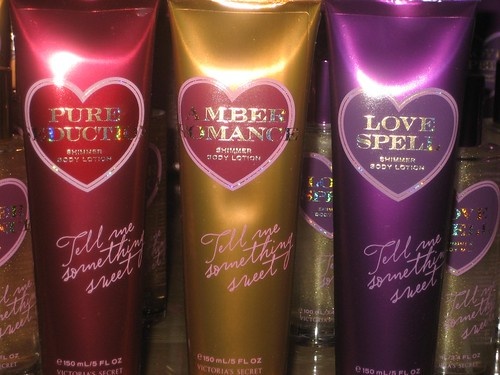 PURE
SEDUCTION
SHIMMER
BODY LOTION
Tell me
something
sweet
e 150 mL/5 FL OZ
VICTORIA'S SECRET
AMBER
ROMANCE
SHIMMER
BODY LOTION
Tell me
something
sweet
e 150 mL/5 FL OZ
VICTORIA'S SECRET
LOVE
SPELL
SHIMMER
BODY LOTION
Tell me
something
sweet
e 150 mL/5 FL OZ
VICTORIA'S SECRET